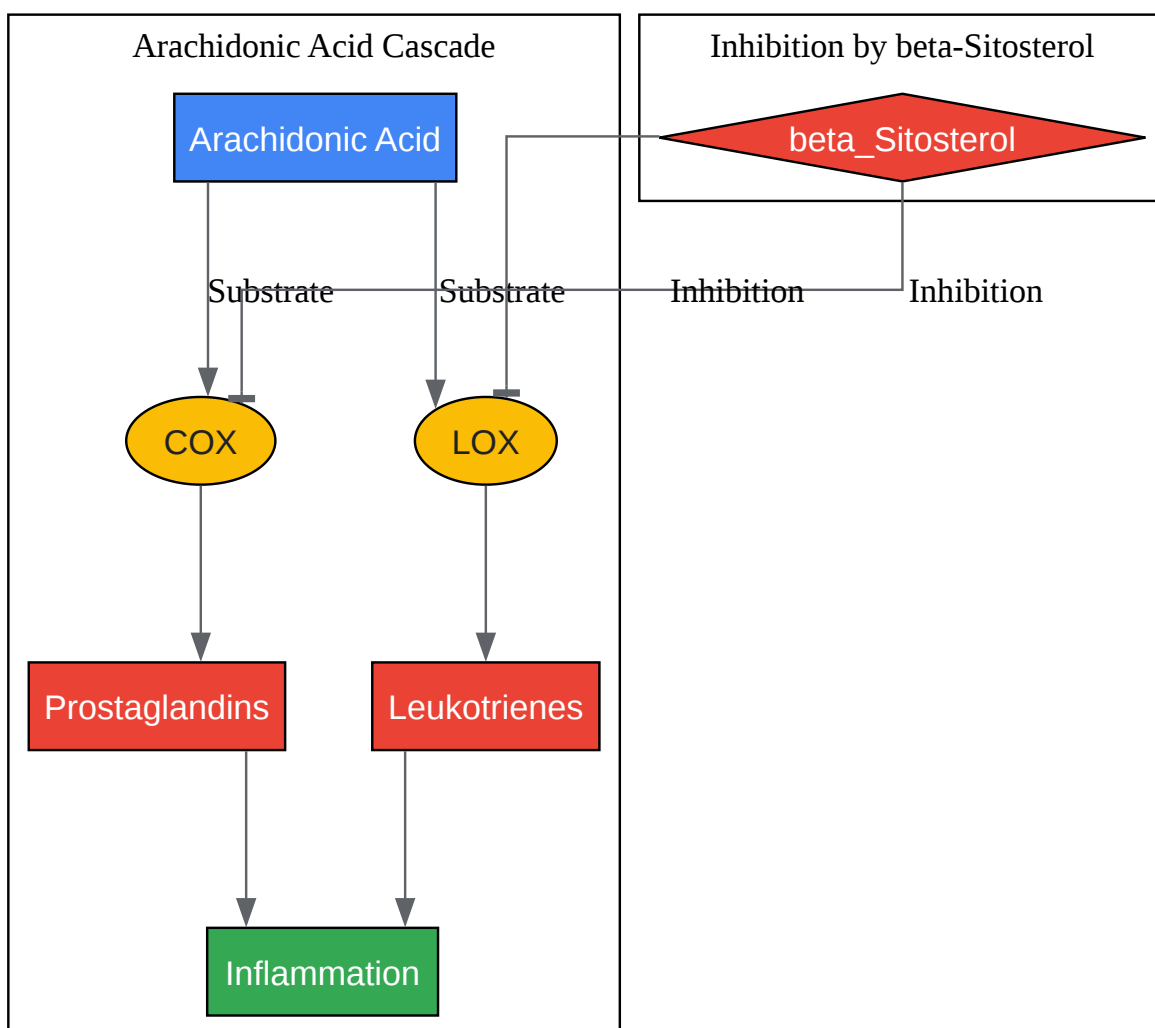 Arachidonic Acid Cascade
Inhibition by beta-Sitosterol
Arachidonic Acid
beta_Sitosterol
Substrate
Substrate
Inhibition
Inhibition
COX
LOX
Prostaglandins
Leukotrienes
Inflammation